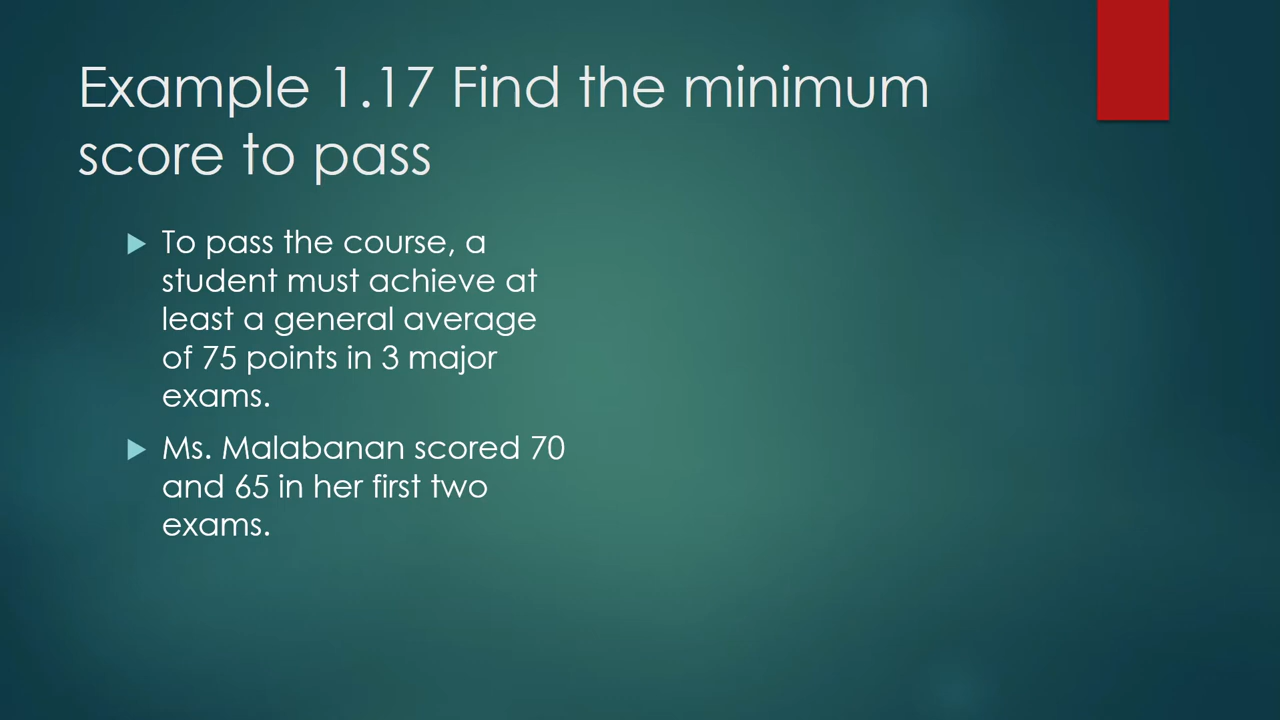 Example 1.17 Find the minimum
score to pass
To pass the course, a
student must achieve at
least a general average
of 75 points in 3 major
exams.
Ms. Malabanan scored 70
and 65 in her first two
exams.